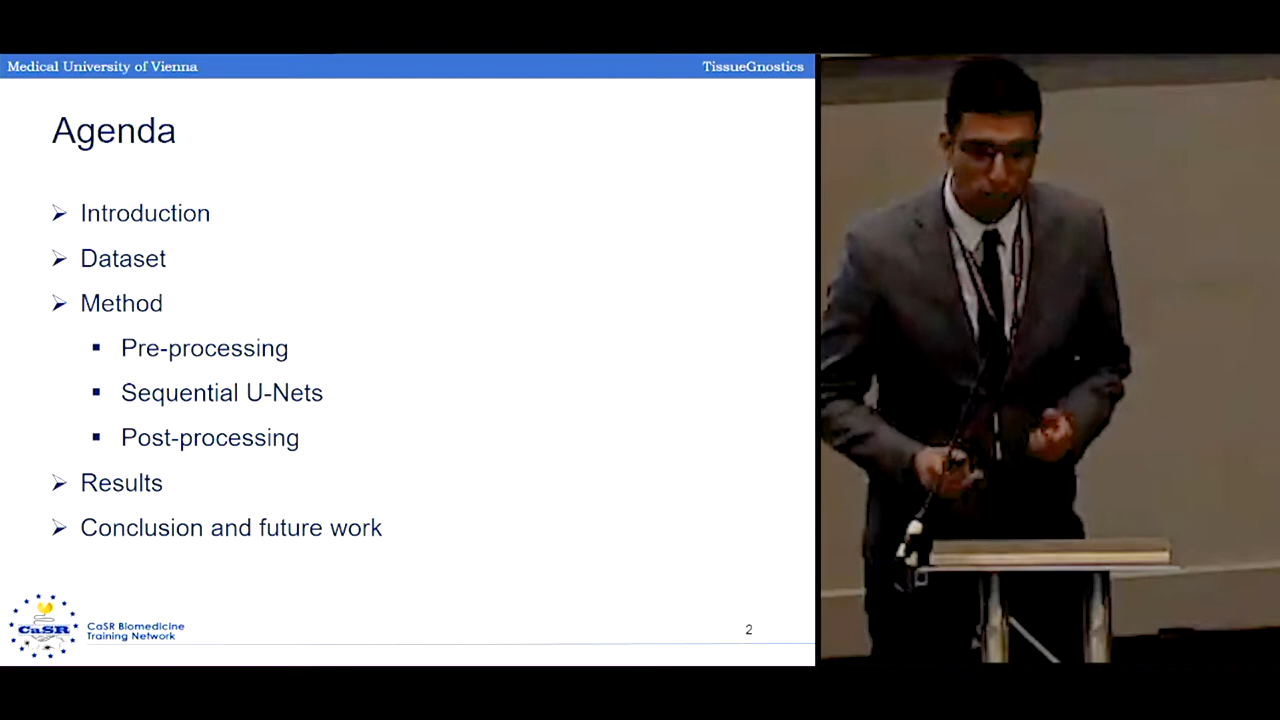 Medical University of Vienna
TissueGnostics
Agenda
Introduction
Dataset
Method
Pre-processing
Sequential U-Nets
Post-processing
Results
Conclusion and future work
CaSR
CaSR Biomedicine
Training Network
2